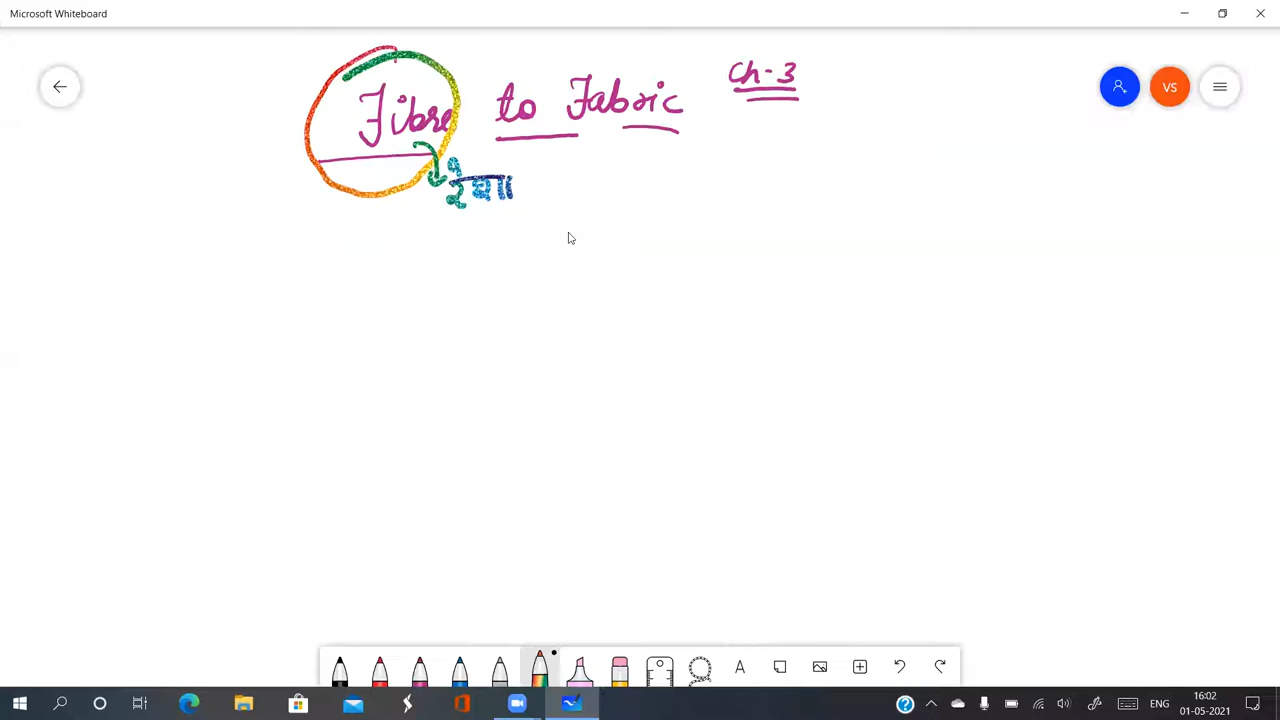 Microsoft Whiteboard
Fibre to Fabric Ch-3
VS
A
ENG
16:02
01-05-2021